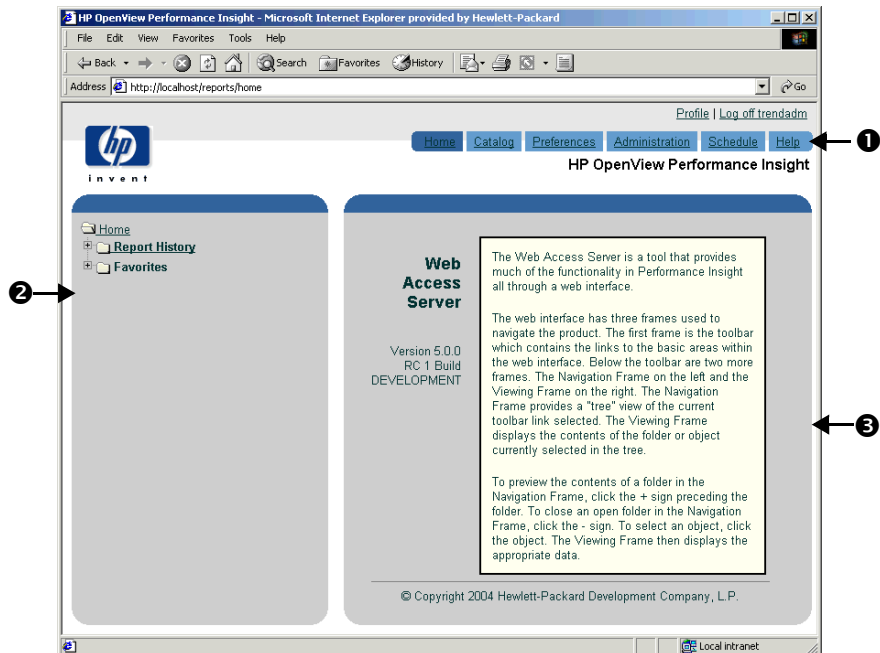 HP OpenView Performance Insight - Microsoft Internet Explorer provided by Hewlett-Packard
File Edit View Favorites Tools Help
Back Search Favorites History
Address http://localhost/reports/home Go
Profile | Log off trendadm
Home Catalog Preferences Administration Schedule Help
❶
hp
invent
HP OpenView Performance Insight
Home
Report History
Favorites
❷
Web
Access
Server
Version 5.0.0
RC 1 Build
DEVELOPMENT
The Web Access Server is a tool that provides
much of the functionality in Performance Insight
all through a web interface.
The web interface has three frames used to
navigate the product. The first frame is the toolbar
which contains the links to the basic areas within
the web interface. Below the toolbar are two more
frames. The Navigation Frame on the left and the
Viewing Frame on the right. The Navigation
Frame provides a "tree" view of the current
toolbar link selected. The Viewing Frame
displays the contents of the folder or object
currently selected in the tree.
To preview the contents of a folder in the
Navigation Frame, click the + sign preceding the
folder. To close an open folder in the Navigation
Frame, click the - sign. To select an object, click
the object. The Viewing Frame then displays the
appropriate data.
❸
© Copyright 2004 Hewlett-Packard Development Company, L.P.
Local intranet